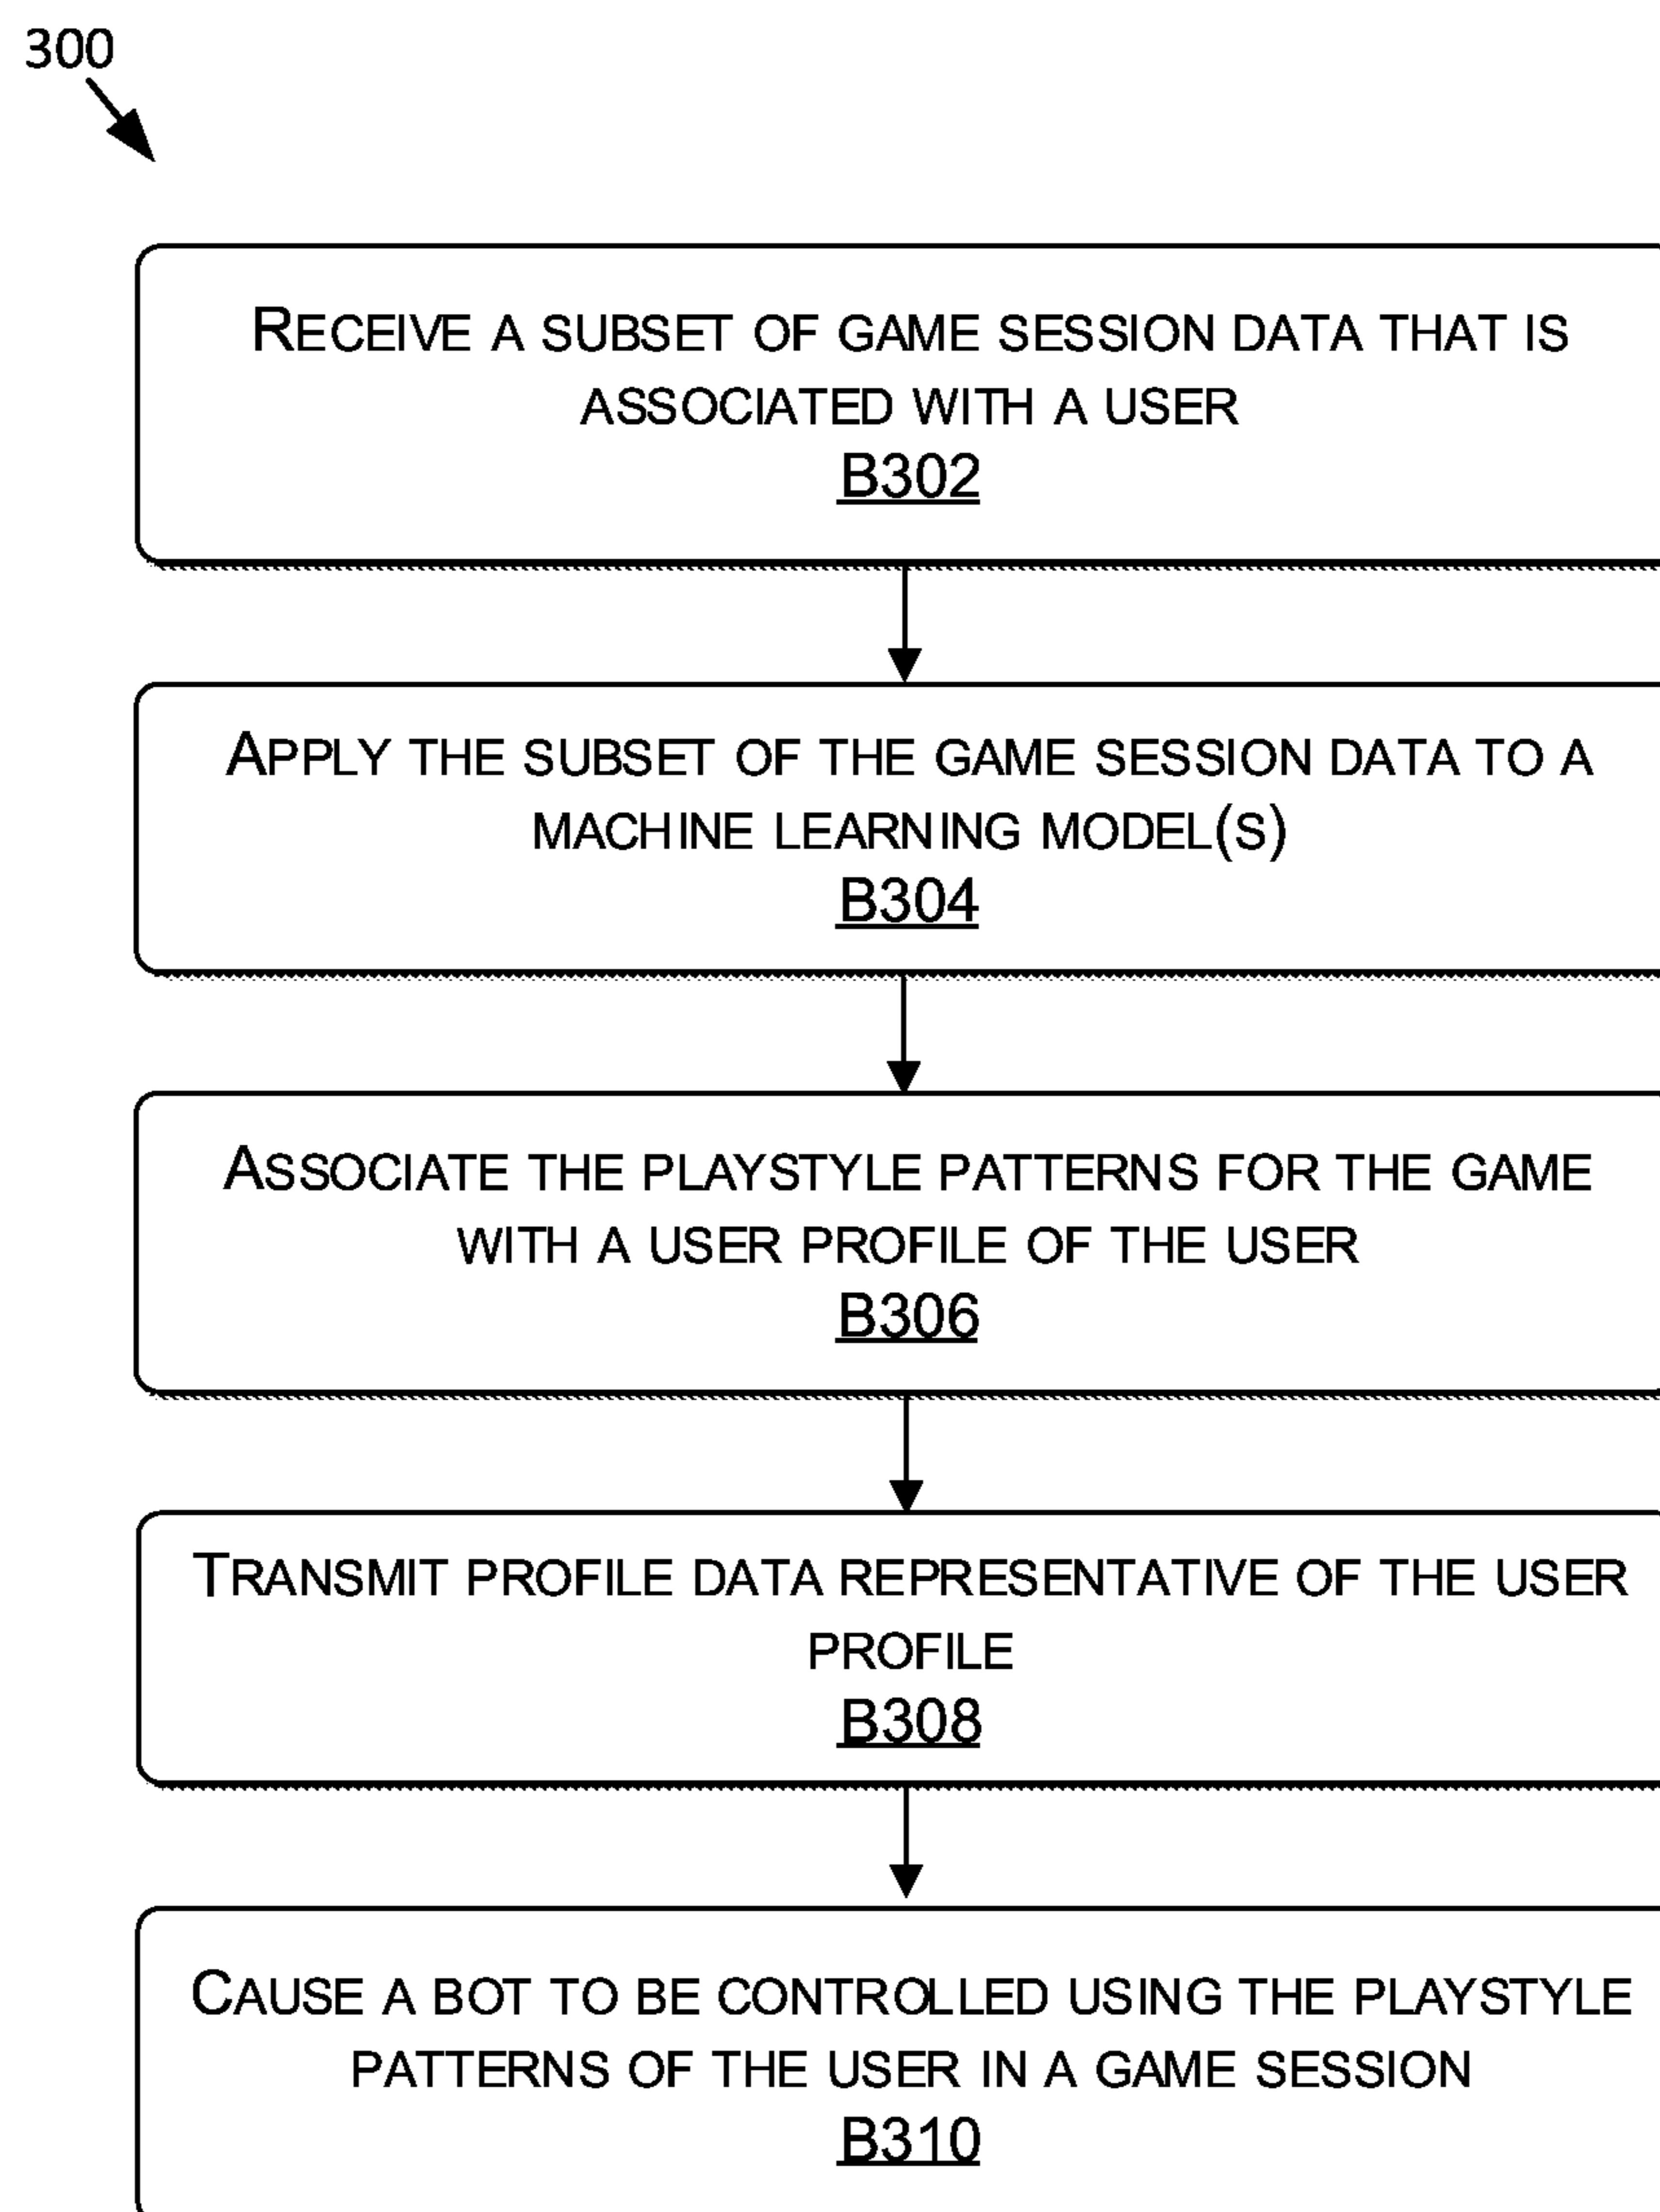 300
RECEIVE A SUBSET OF GAME SESSION DATA THAT IS
ASSOCIATED WITH A USER
B302
APPLY THE SUBSET OF THE GAME SESSION DATA TO A
MACHINE LEARNING MODEL(S)
B304
ASSOCIATE THE PLAYSTYLE PATTERNS FOR THE GAME
WITH A USER PROFILE OF THE USER
B306
TRANSMIT PROFILE DATA REPRESENTATIVE OF THE USER
PROFILE
B308
CAUSE A BOT TO BE CONTROLLED USING THE PLAYSTYLE
PATTERNS OF THE USER IN A GAME SESSION
B310